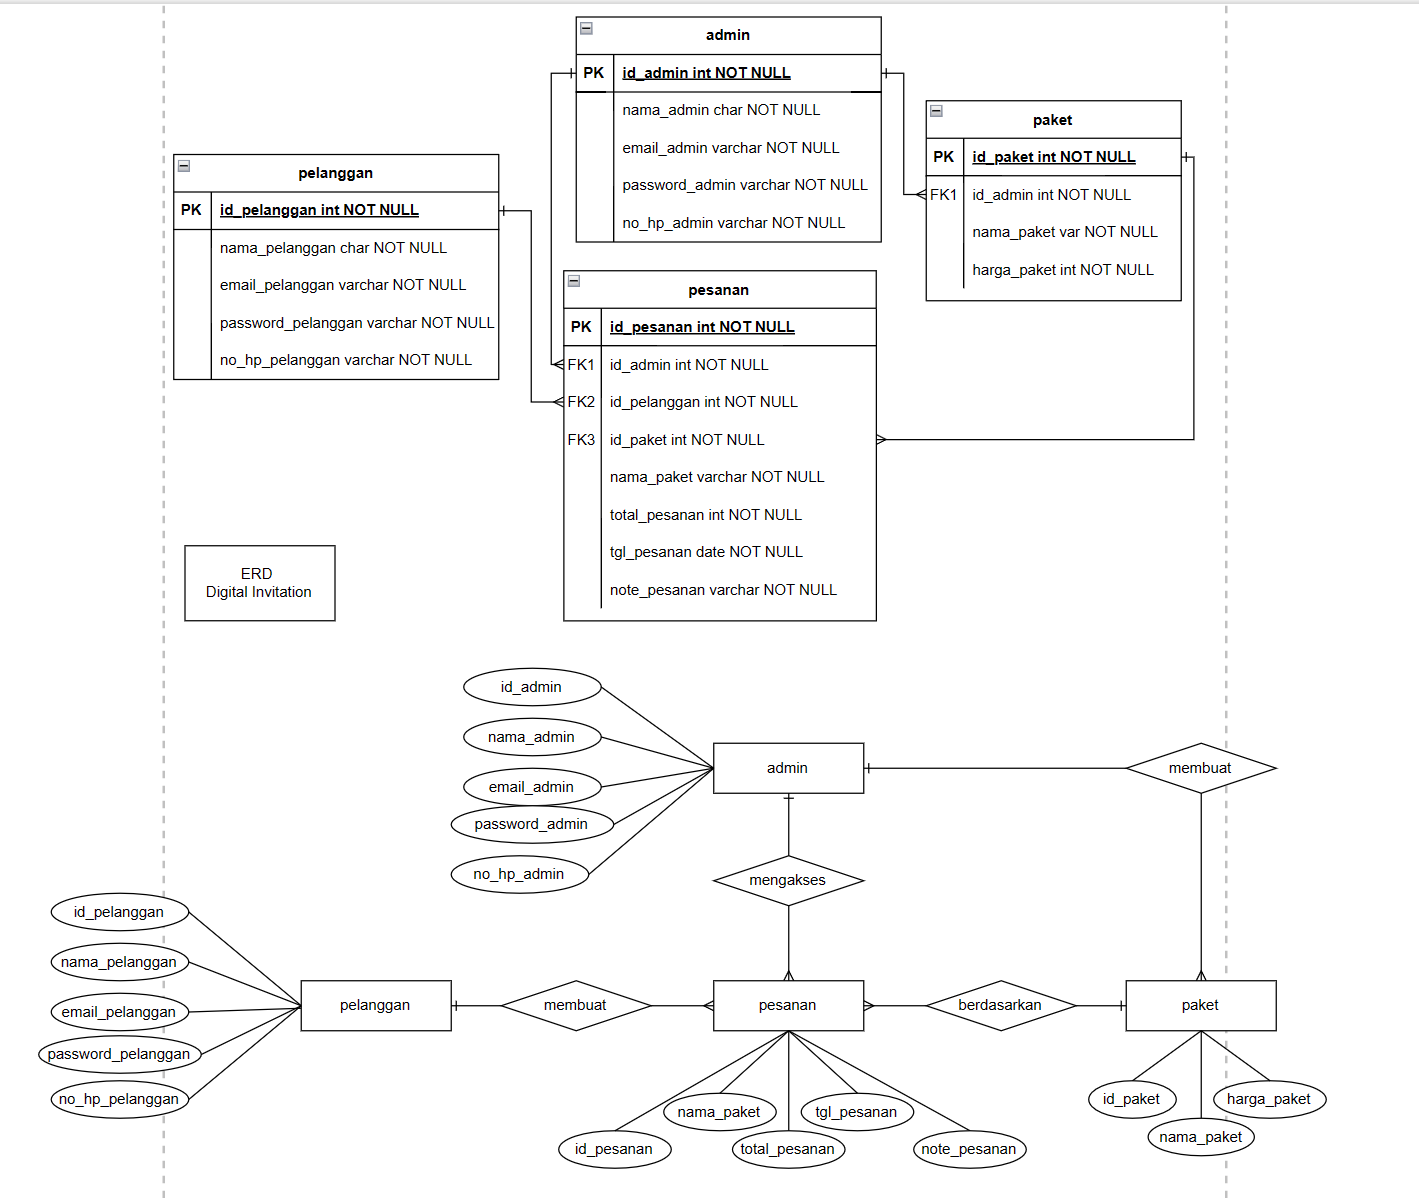 admin
PK id_admin int NOT NULL
nama_admin char NOT NULL
email_admin varchar NOT NULL
password_admin varchar NOT NULL
no_hp_admin varchar NOT NULL
paket
PK id_paket int NOT NULL
FK1 id_admin int NOT NULL
nama_paket var NOT NULL
harga_paket int NOT NULL
pelanggan
PK id_pelanggan int NOT NULL
nama_pelanggan char NOT NULL
email_pelanggan varchar NOT NULL
password_pelanggan varchar NOT NULL
no_hp_pelanggan varchar NOT NULL
pesanan
PK id_pesanan int NOT NULL
FK1 id_admin int NOT NULL
FK2 id_pelanggan int NOT NULL
FK3 id_paket int NOT NULL
nama_paket varchar NOT NULL
total_pesanan int NOT NULL
tgl_pesanan date NOT NULL
note_pesanan varchar NOT NULL
ERD
Digital Invitation
id_admin
nama_admin
email_admin
password_admin
no_hp_admin
admin
membuat
mengakses
id_pelanggan
nama_pelanggan
email_pelanggan
password_pelanggan
no_hp_pelanggan
pelanggan
membuat
pesanan
berdasarkan
paket
id_pesanan
nama_paket
total_pesanan
tgl_pesanan
note_pesanan
id_paket
nama_paket
harga_paket